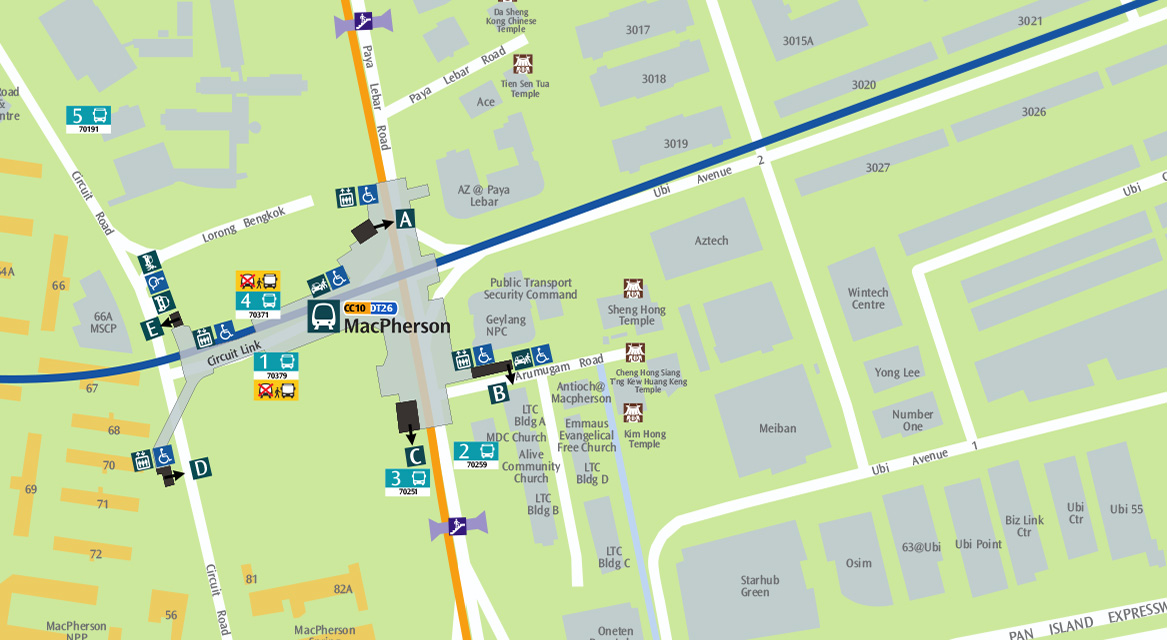 Da Sheng
Kong Chinese
Temple
3017
3015A
3021
Paya Lebar Road
Paya Lebar Road
Tien Sen Tua
Temple
3018
3020
Ace
3026
Road
&
ntre
5
70191
3019
3027
Ubi Avenue 2
Ubi
Circuit Road
AZ @ Paya
Lebar
A
Lorong Bengkok
Aztech
4A
66
66A
MSCP
E
4
70371
CC10 DT26
MacPherson
Public Transport
Security Command
Geylang
NPC
Sheng Hong
Temple
Wintech
Centre
Circuit Link
1
70379
Arumugam Road
Cheng Hong Siang
T'ng Kew Huang Keng
Temple
Yong Lee
67
B
Antioch@
Macpherson
LTC
Bldg A
Number
One
68
MDC Church
Emmaus
Evangelical
Free Church
Kim Hong
Temple
Meiban
C
2
70259
Alive
Community
Church
Ubi Avenue 1
70
D
LTC
Bldg D
3
70251
69
71
LTC
Bldg B
Biz Link
Ctr
Ubi
Ctr
Ubi 55
72
63@Ubi
Ubi Point
LTC
Bldg C
Osim
81
82A
Circuit Road
Starhub
Green
56
MacPherson
NPP
MacPherson
Oneten
PAN ISLAND EXPRESSW